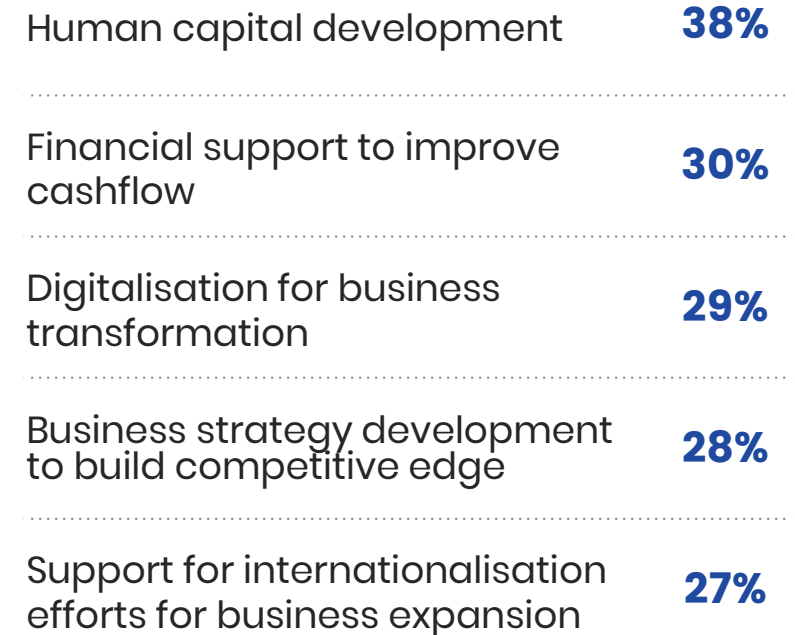 Human capital development 38%
Financial support to improve
cashflow 30%
Digitalisation for business
transformation 29%
Business strategy development
to build competitive edge 28%
Support for internationalisation
efforts for business expansion 27%